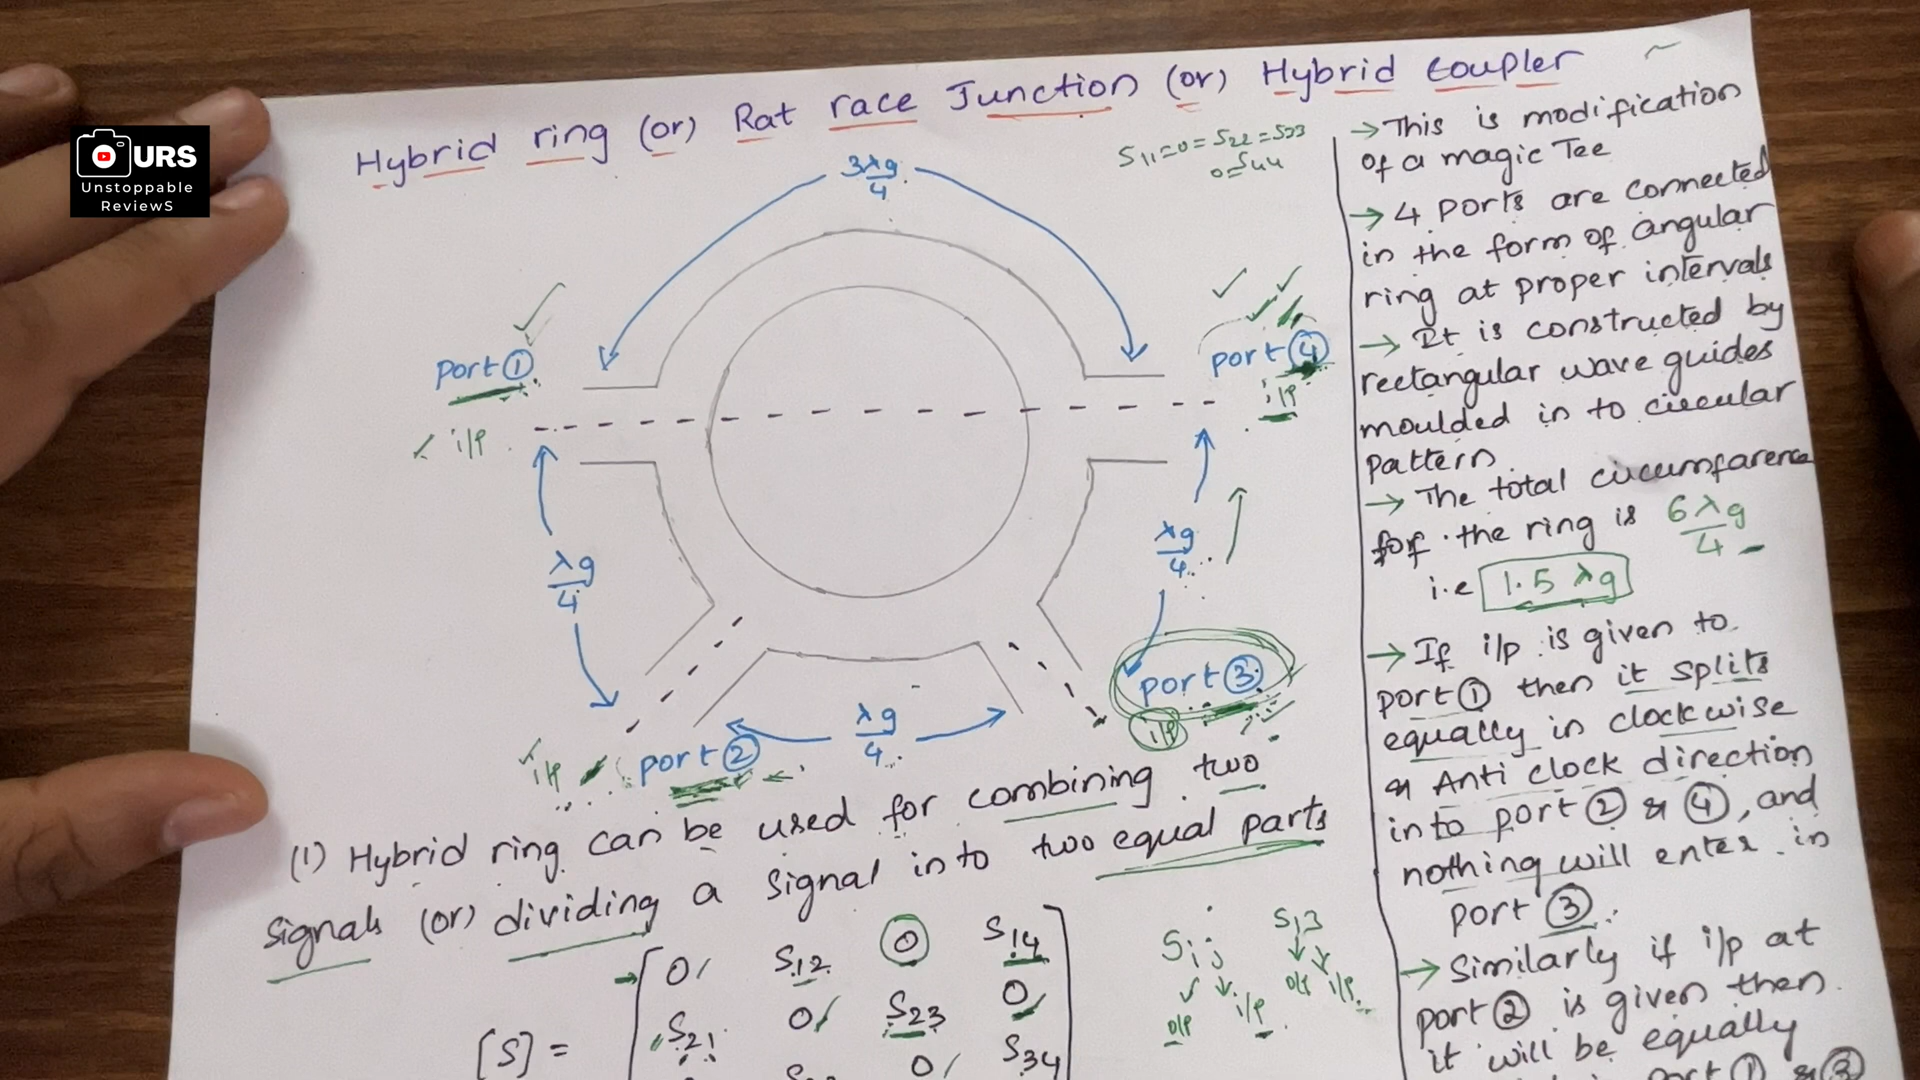 OURS
Unstoppable
ReviewS
Hybrid ring (or) Rat race Junction (or) Hybrid coupler
S11=0=S22=S33
0=S44
3λg
4
port ①
i/p
port ④
i/p
λg
4
λg
4
port ③
i/p
port ②
i/p
λg
4
(1) Hybrid ring can be used for combining two
signals (or) dividing a signal into two equal parts
[S] =
0 S12 0 S14
S21 0 S23 0
0 S34
Sij
o/p i/p
S13
o/p i/p
→ This is modification
of a magic Tee
→ 4 ports are connected
in the form of angular
ring at proper intervals
→ It is constructed by
rectangular wave guides
moulded in to circular
pattern
→ The total circumfarence
for the ring is 6λg
4
i.e 1.5 λg
→ If i/p is given to
port ① then it splits
equally in clockwise
& Anti clock direction
into port ② & ④, and
nothing will enter in
port ③.
→ Similarly if i/p at
port ② is given then
it will be equally
port ① & ③